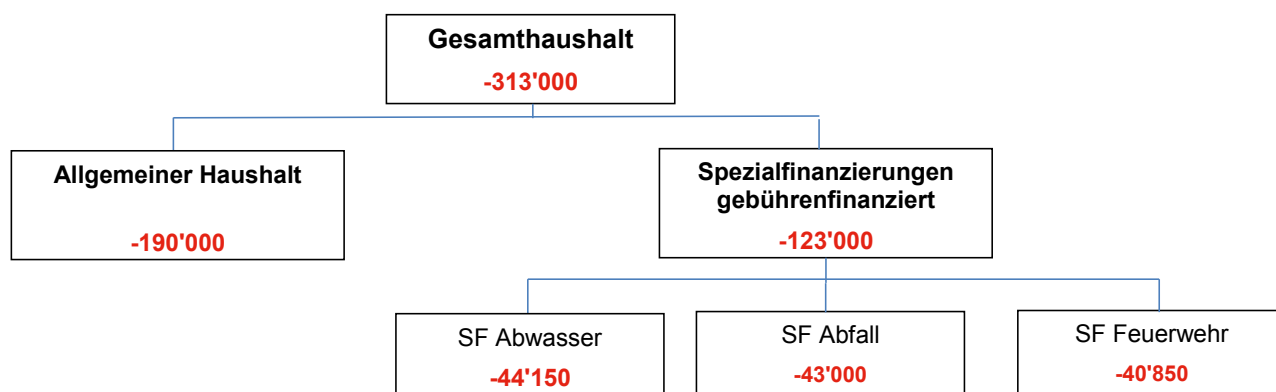 Gesamthaushalt
-313'000
Allgemeiner Haushalt
-190'000
Spezialfinanzierungen
gebührenfinanziert
-123'000
SF Abwasser
-44'150
SF Abfall
-43'000
SF Feuerwehr
-40'850